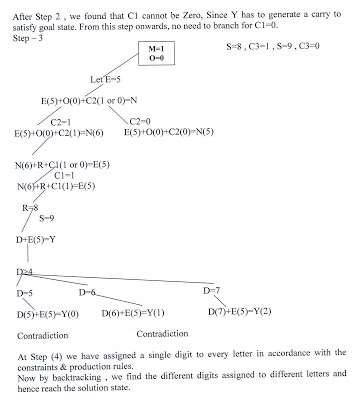 After Step 2 , we found that C1 cannot be Zero, Since Y has to generate a carry to
satisfy goal state. From this step onwards, no need to branch for C1=0.
Step – 3
M=1
O=0
S=8 , C3=1 , S=9 , C3=0
Let E=5
E(5)+O(0)+C2(1 or 0)=N
C2=1
C2=0
E(5)+O(0)+C2(1)=N(6)
E(5)+O(0)+C2(0)=N(5)
N(6)+R+C1(1 or 0)=E(5)
C1=1
N(6)+R+C1(1)=E(5)
R=8
S=9
D+E(5)=Y
D>4
D=5
D=6
D=7
D(5)+E(5)=Y(0)
D(6)+E(5)=Y(1)
D(7)+E(5)=Y(2)
Contradiction
Contradiction
At Step (4) we have assigned a single digit to every letter in accordance with the
constraints & production rules.
Now by backtracking , we find the different digits assigned to different letters and
hence reach the solution state.